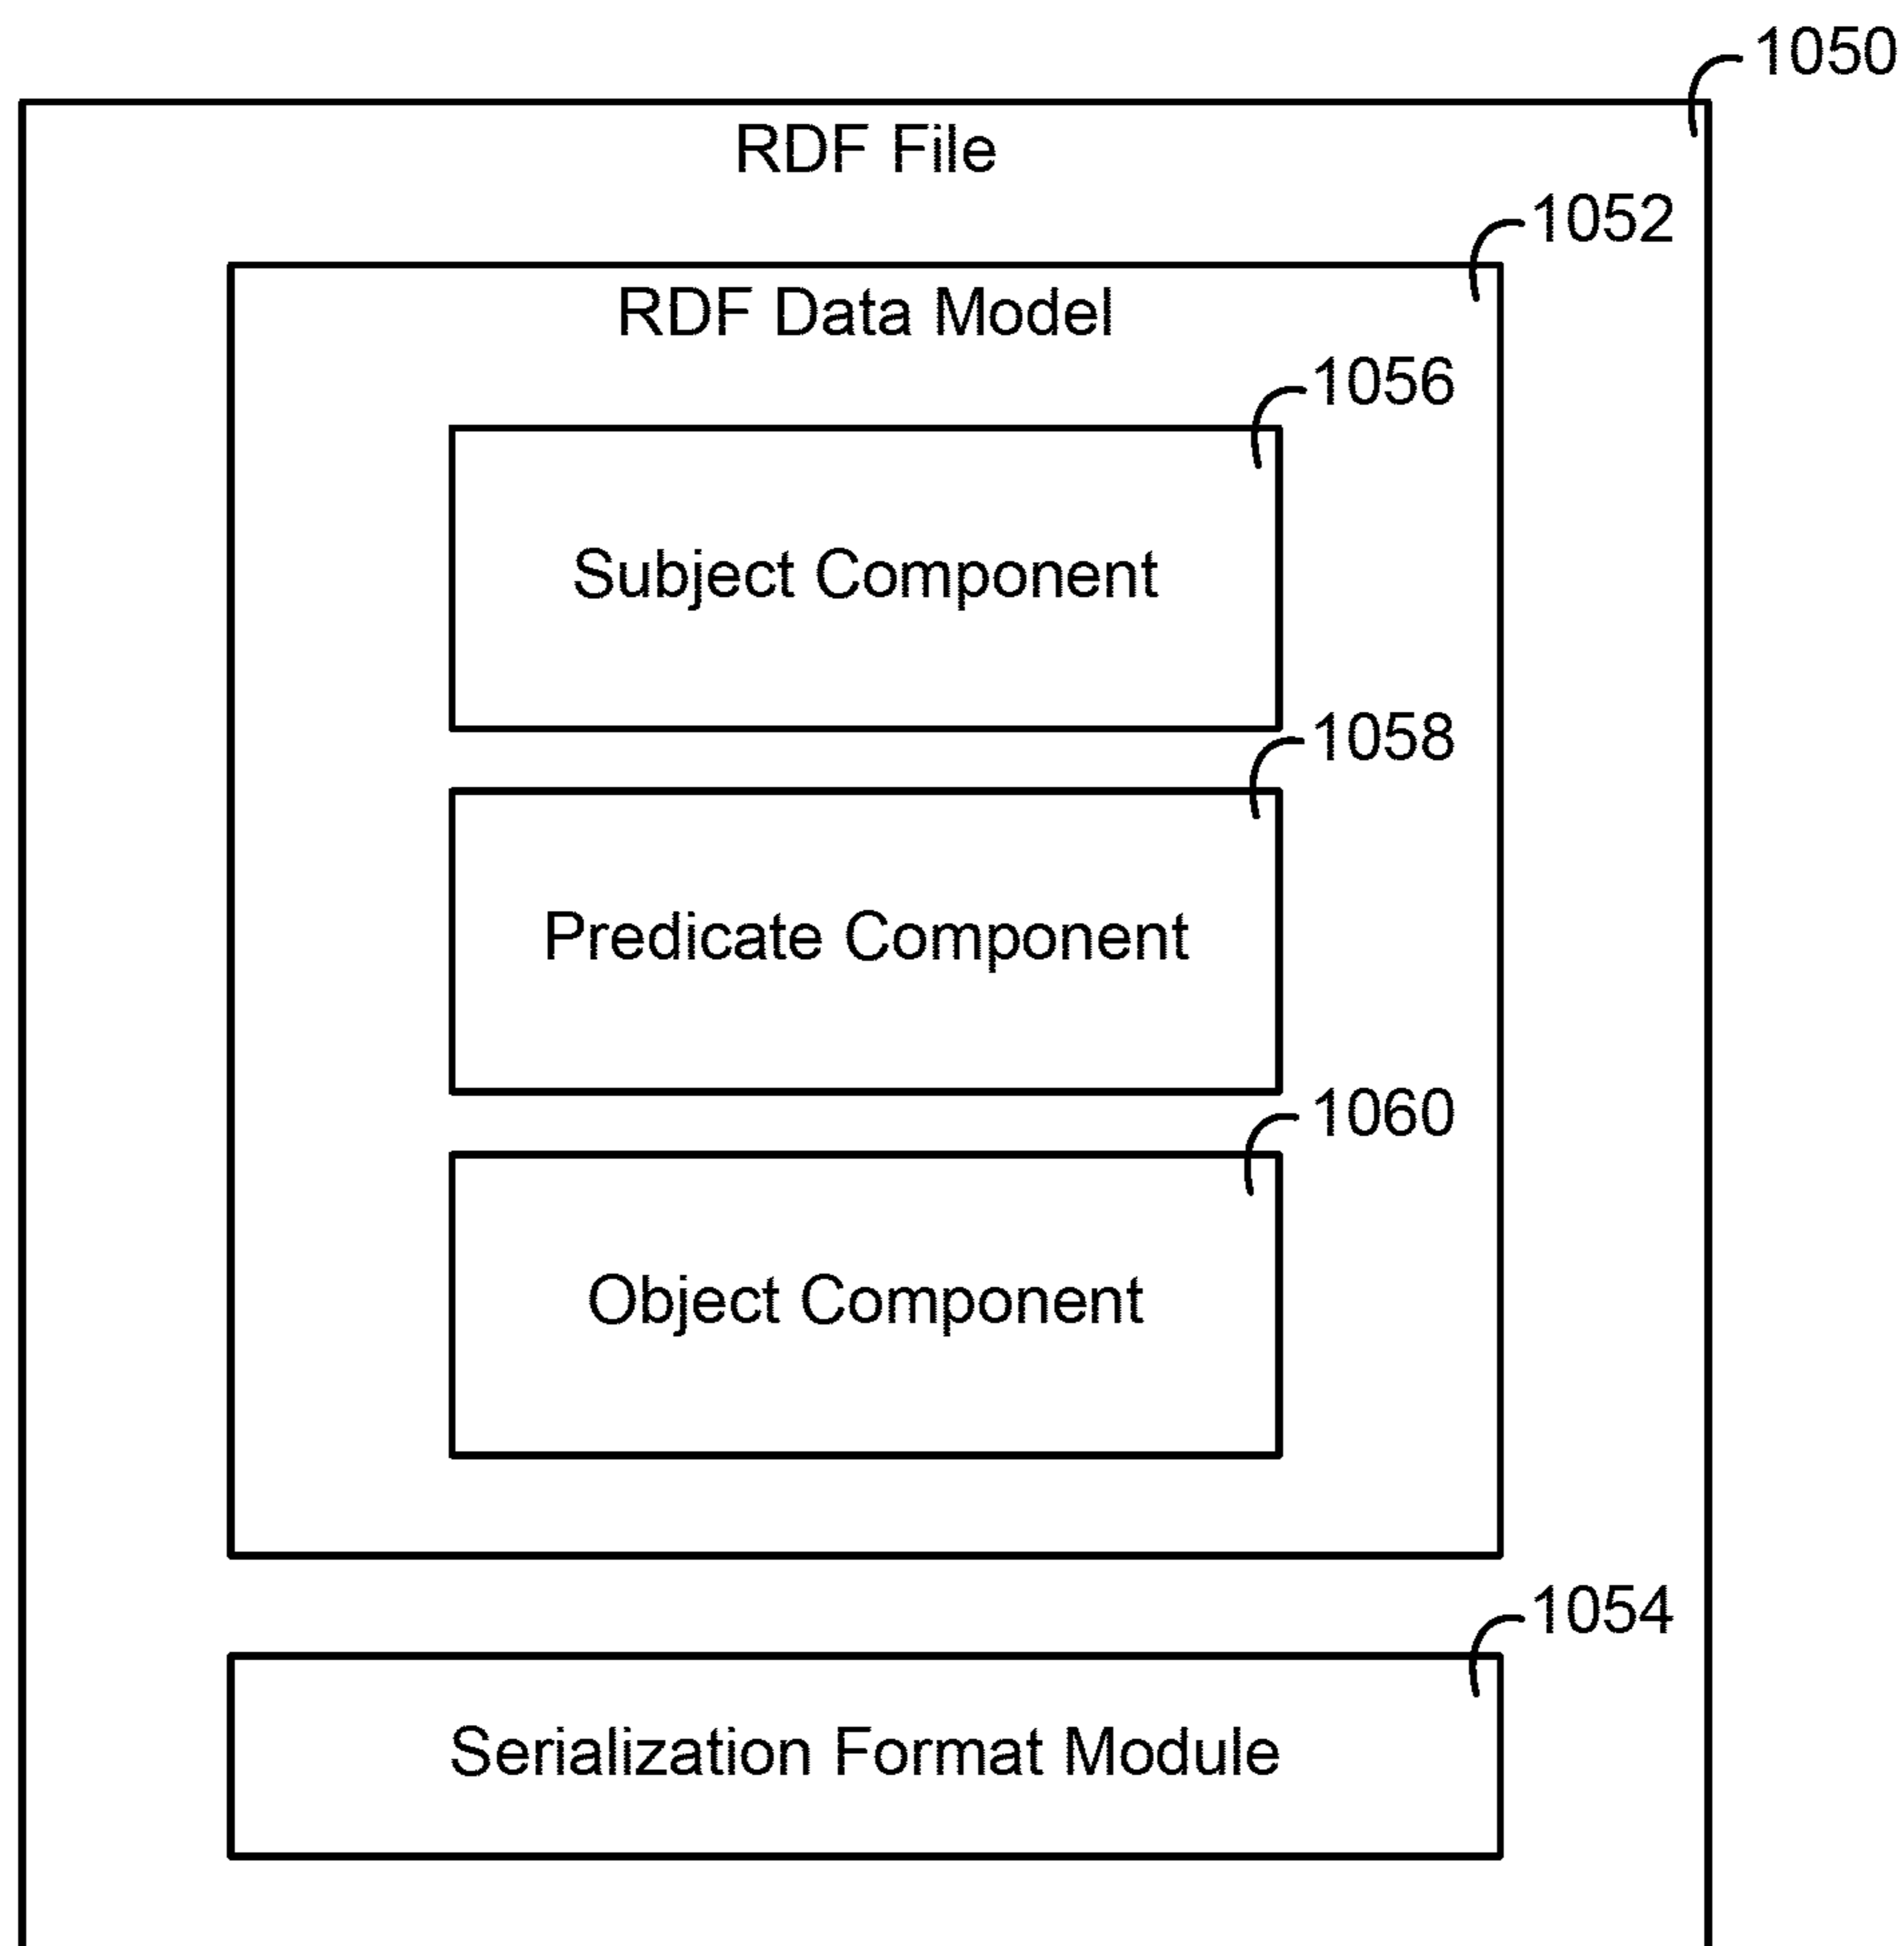 1050
RDF File
1052
RDF Data Model
1056
Subject Component
1058
Predicate Component
1060
Object Component
1054
Serialization Format Module